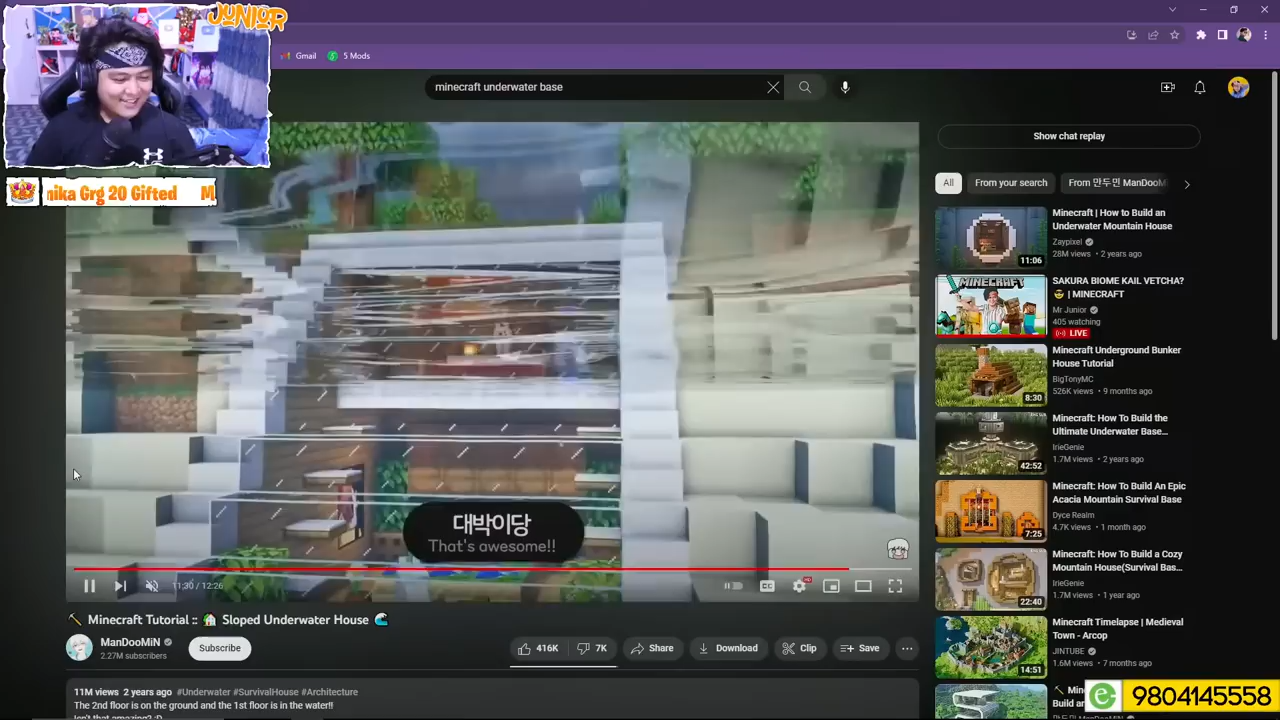 JUNIOR
Gmail
5 Mods
minecraft underwater base
nika Grg 20 Gifted M
Show chat replay
All
From your search
From 만두민 ManDooM
Minecraft | How to Build an
Underwater Mountain House
Zaypixel
28M views • 2 years ago
11:06
SAKURA BIOME KAIL VETCHA?
😎 | MINECRAFT
Mr Junior
405 watching
LIVE
MINECRAFT
Minecraft Underground Bunker
House Tutorial
BigTonyMC
526K views • 9 months ago
8:30
Minecraft: How To Build the
Ultimate Underwater Base...
IrieGenie
1.7M views • 2 years ago
42:52
Minecraft: How To Build An Epic
Acacia Mountain Survival Base
Dyce Realm
4.7K views • 1 month ago
7:25
Minecraft: How To Build a Cozy
Mountain House(Survival Bas...
IrieGenie
1.7M views • 1 year ago
22:40
Minecraft Timelapse | Medieval
Town - Arcop
JINTUBE
1.6M views • 7 months ago
14:51
대박이당
That's awesome!!
11:30 / 12:26
CC
HD
⛏️ Minecraft Tutorial :: 🏠 Sloped Underwater House 🌊
ManDooMiN
2.27M subscribers
Subscribe
416K
7K
Share
Download
Clip
Save
11M views 2 years ago #Underwater #SurvivalHouse #Architecture
The 2nd floor is on the ground and the 1st floor is in the water!!
Isn't that amazing? :D
9804145558